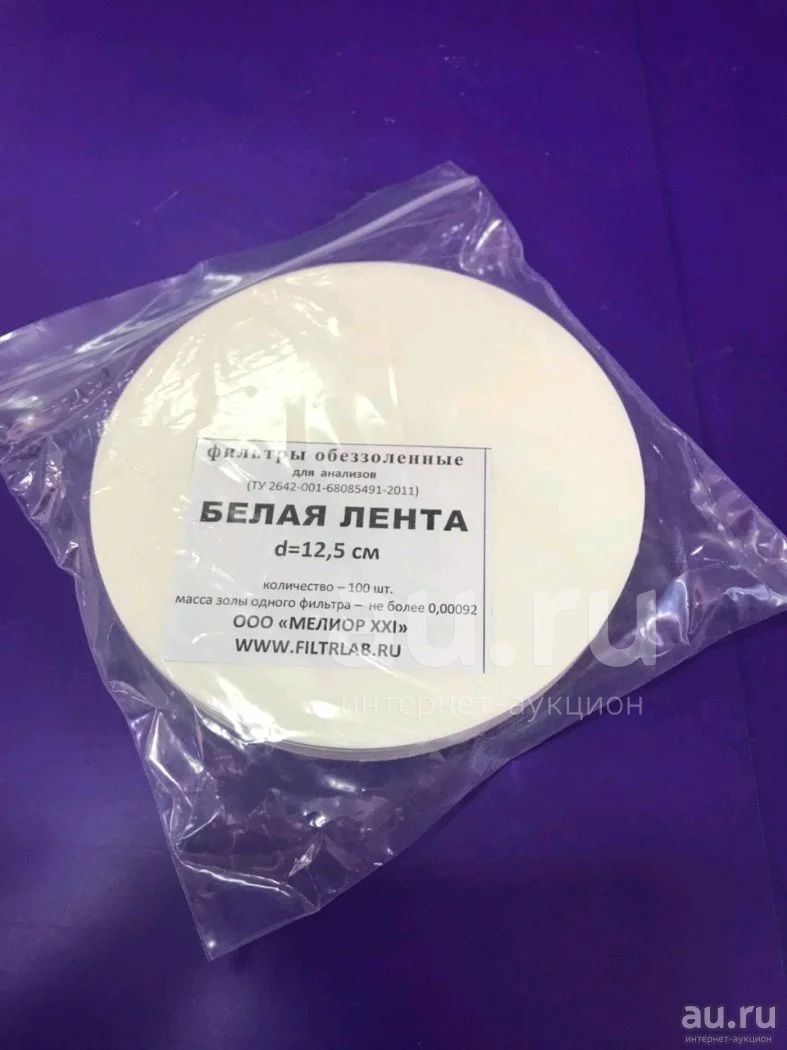 фильтры обеззоленные
для анализов
(ТУ 2642-001-68085491-2011)
БЕЛАЯ ЛЕНТА
d=12,5 см
количество – 100 шт.
масса золы одного фильтра – не более 0,00092
ООО «МЕЛИОР XXI»
WWW.FILTRLAB.RU
au.ru
интернет-аукцион
au.ru
интернет-аукцион